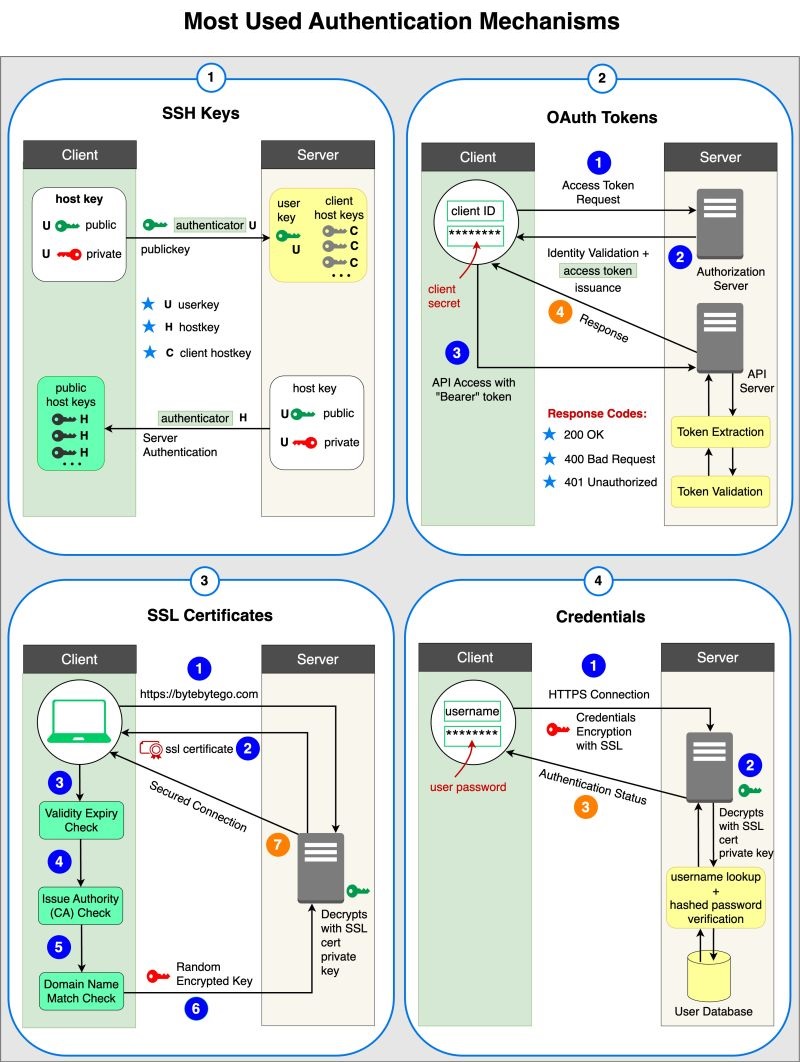 Most Used Authentication Mechanisms
1
SSH Keys
Client
Server
host key
U public
U private
authenticator U
publickey
user
key
U
client
host keys
C
C
C
...
U userkey
H hostkey
C client hostkey
public
host keys
H
H
H
...
authenticator H
Server
Authentication
host key
U public
U private
2
OAuth Tokens
Client
Server
1
Access Token
Request
client ID
********
client
secret
Identity Validation +
access token
issuance
2
Authorization
Server
4
Response
3
API Access with
"Bearer" token
API
Server
Response Codes:
200 OK
400 Bad Request
401 Unauthorized
Token Extraction
Token Validation
3
SSL Certificates
Client
Server
1
https://bytebytego.com
ssl certificate 2
3
Secured Connection
7
Validity Expiry
Check
4
Issue Authority
(CA) Check
5
Domain Name
Match Check
Random
Encrypted Key
6
Decrypts
with SSL
cert
private
key
4
Credentials
Client
Server
1
HTTPS Connection
username
********
user password
Credentials
Encryption
with SSL
2
Authentication Status
3
Decrypts
with SSL
cert
private key
username lookup
+
hashed password
verification
User Database